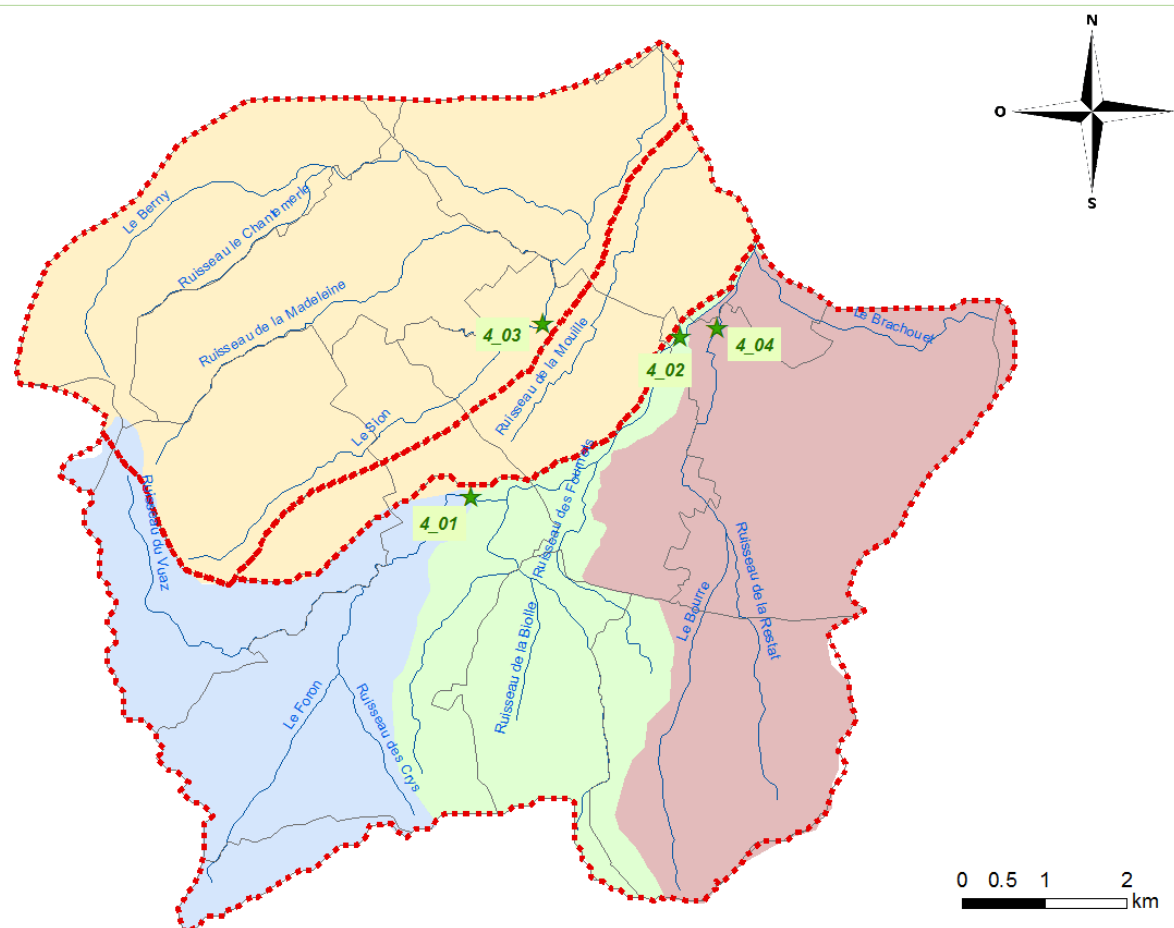 N
O
S
Le Berny
Ruisseau le Chantemerle
Ruisseau de la Madeleine
4_03
Ruisseau de la Mouille
4_02
4_04
Le Brachouet
Le Sion
4_01
Ruisseau des Fournets
Ruisseau du Vuaz
Ruisseau de la Biolle
Le Bourre
Ruisseau de la Restat
Le Foron
Ruisseau des Crys
0 0.5 1 2
km